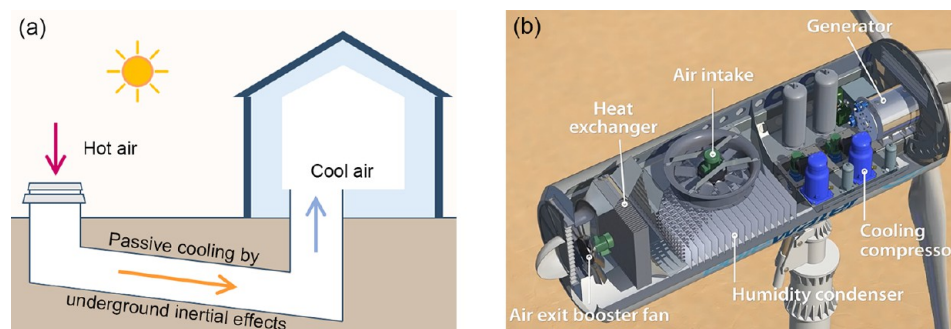 (a)
Hot air
Cool air
Passive cooling by
underground inertial effects
(b)
Generator
Air intake
Heat
exchanger
Cooling
compresso
Humidity condenser
Air exit booster fan